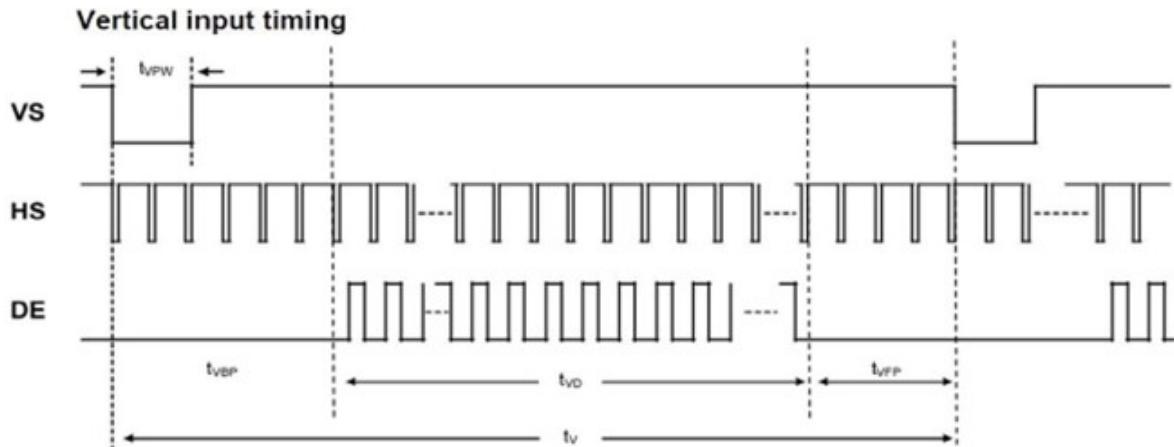 Vertical input timing
tVPW
VS
HS
DE
tVBP
tVD
tVFP
tV